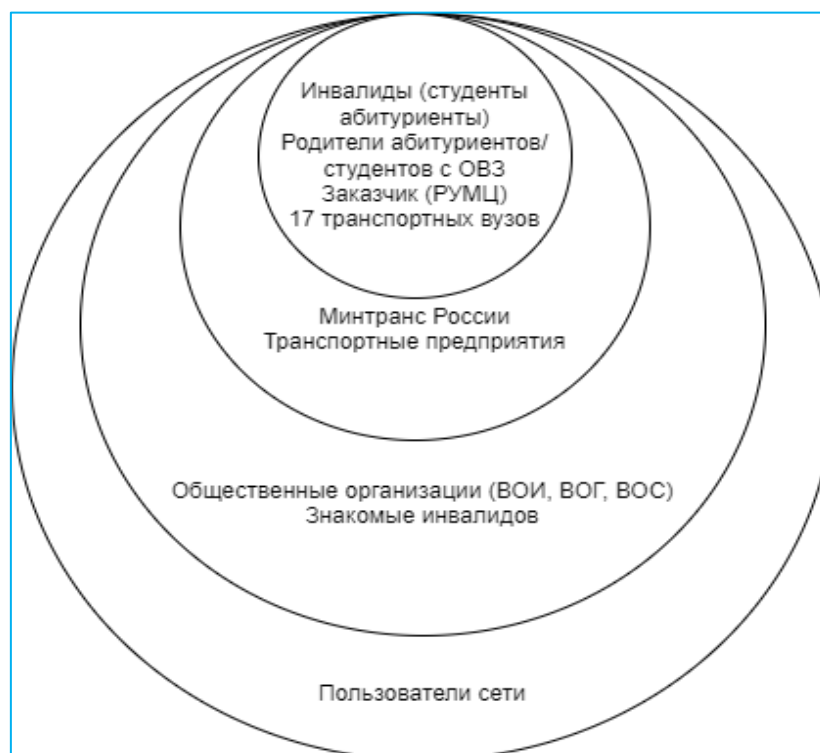 Инвалиды (студенты
абитуриенты)
Родители абитуриентов/
студентов с ОВЗ
Заказчик (РУМЦ)
17 транспортных вузов
Минтранс России
Транспортные предприятия
Общественные организации (ВОИ, ВОГ, ВОС)
Знакомые инвалидов
Пользователи сети